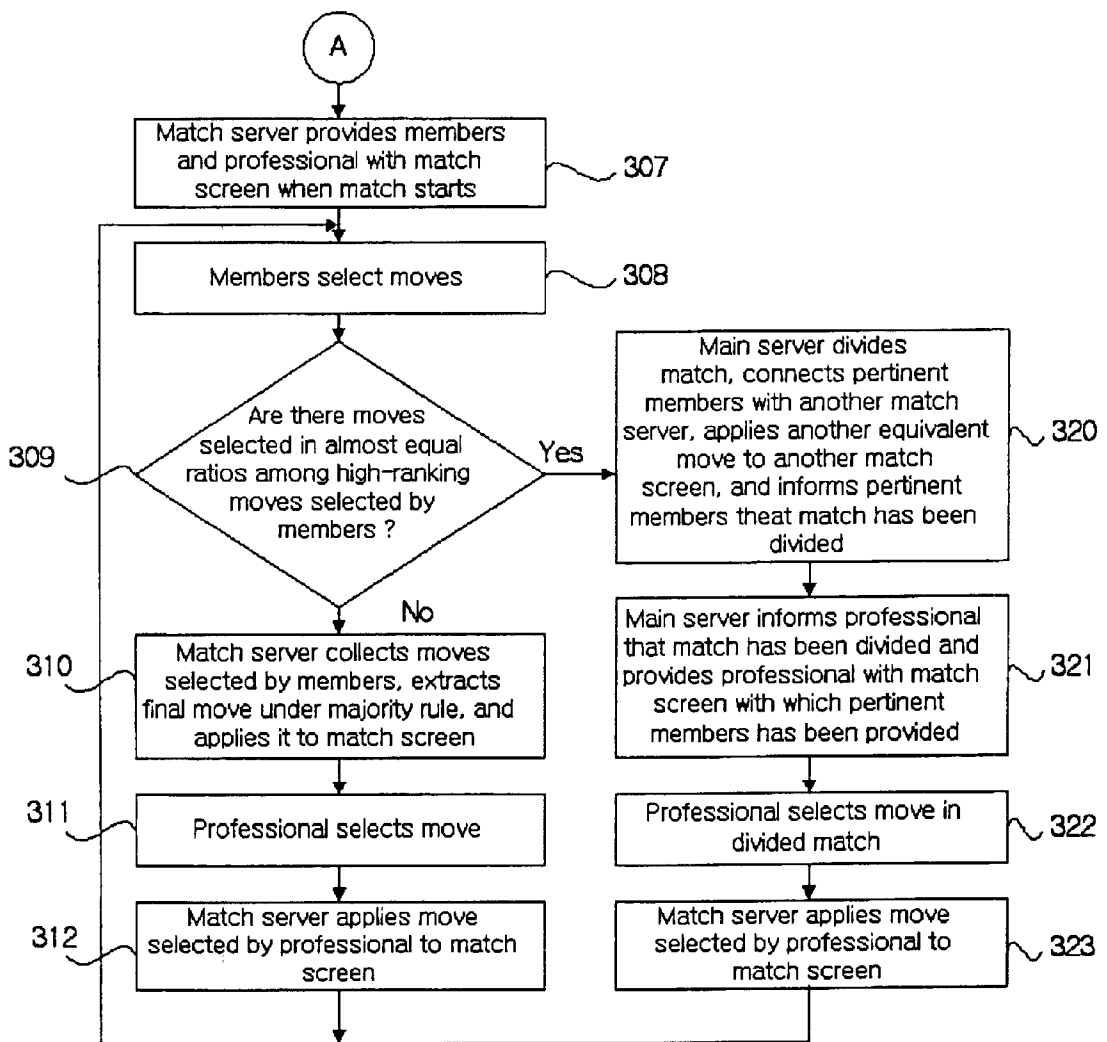 A
Match server provides members
and professional with match
screen when match starts
307
Members select moves
308
Are there moves
selected in almost equal
ratios among high-ranking
moves selected by
members ?
309
Yes
No
Main server divides
match, connects pertinent
members with another match
server, applies another equivalent
move to another match
screen, and informs pertinent
members theat match has been
divided
320
Match server collects moves
selected by members, extracts
final move under majority rule, and
applies it to match screen
310
Main server informs professional
that match has been divided and
provides professional with match
screen with which pertinent
members has been provided
321
Professional selects move
311
Professional selects move in
divided match
322
Match server applies move
selected by professional to match
screen
312
Match server applies move
selected by professional to
match screen
323